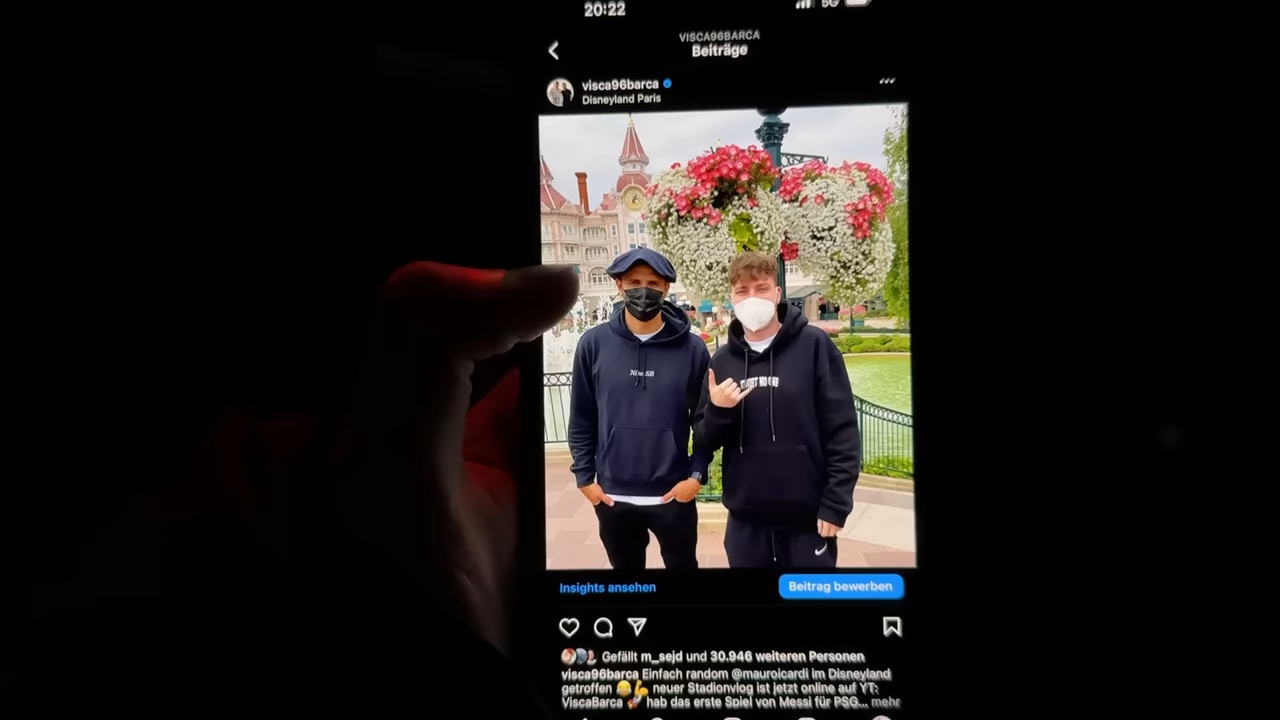 20:22
5G
VISCA96BARCA
Beiträge
visca96barca
Disneyland Paris
Nike SB
Insights ansehen
Beitrag bewerben
Gefällt m_sejd und 30.946 weiteren Personen
visca96barca Einfach random @mauroicardi im Disneyland
getroffen 😂💪 neuer Stadionvlog ist jetzt online auf YT:
ViscaBarca 🚀 hab das erste Spiel von Messi für PSG... mehr